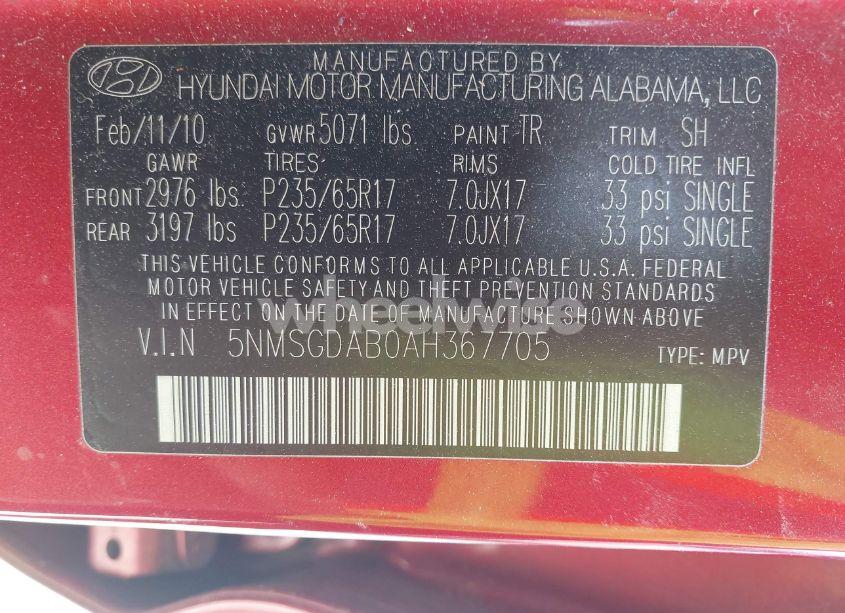 MANUFACTURED BY
HYUNDAI MOTOR MANUFACTURING ALABAMA, LLC
Feb/11/10 GVWR 5071 lbs PAINT TR TRIM SH
GAWR TIRES RIMS COLD TIRE INFL
FRONT 2976 lbs. P235/65R17 7.0JX17 33 psi SINGLE
REAR 3197 lbs P235/65R17 7.0JX17 33 psi SINGLE
THIS VEHICLE CONFORMS TO ALL APPLICABLE U.S.A. FEDERAL
MOTOR VEHICLE SAFETY AND THEFT PREVENTION STANDARDS
IN EFFECT ON THE DATE OF MANUFACTURE SHOWN ABOVE.
wheelwise
V.I.N 5NMSGDAB0AH367705 TYPE: MPV